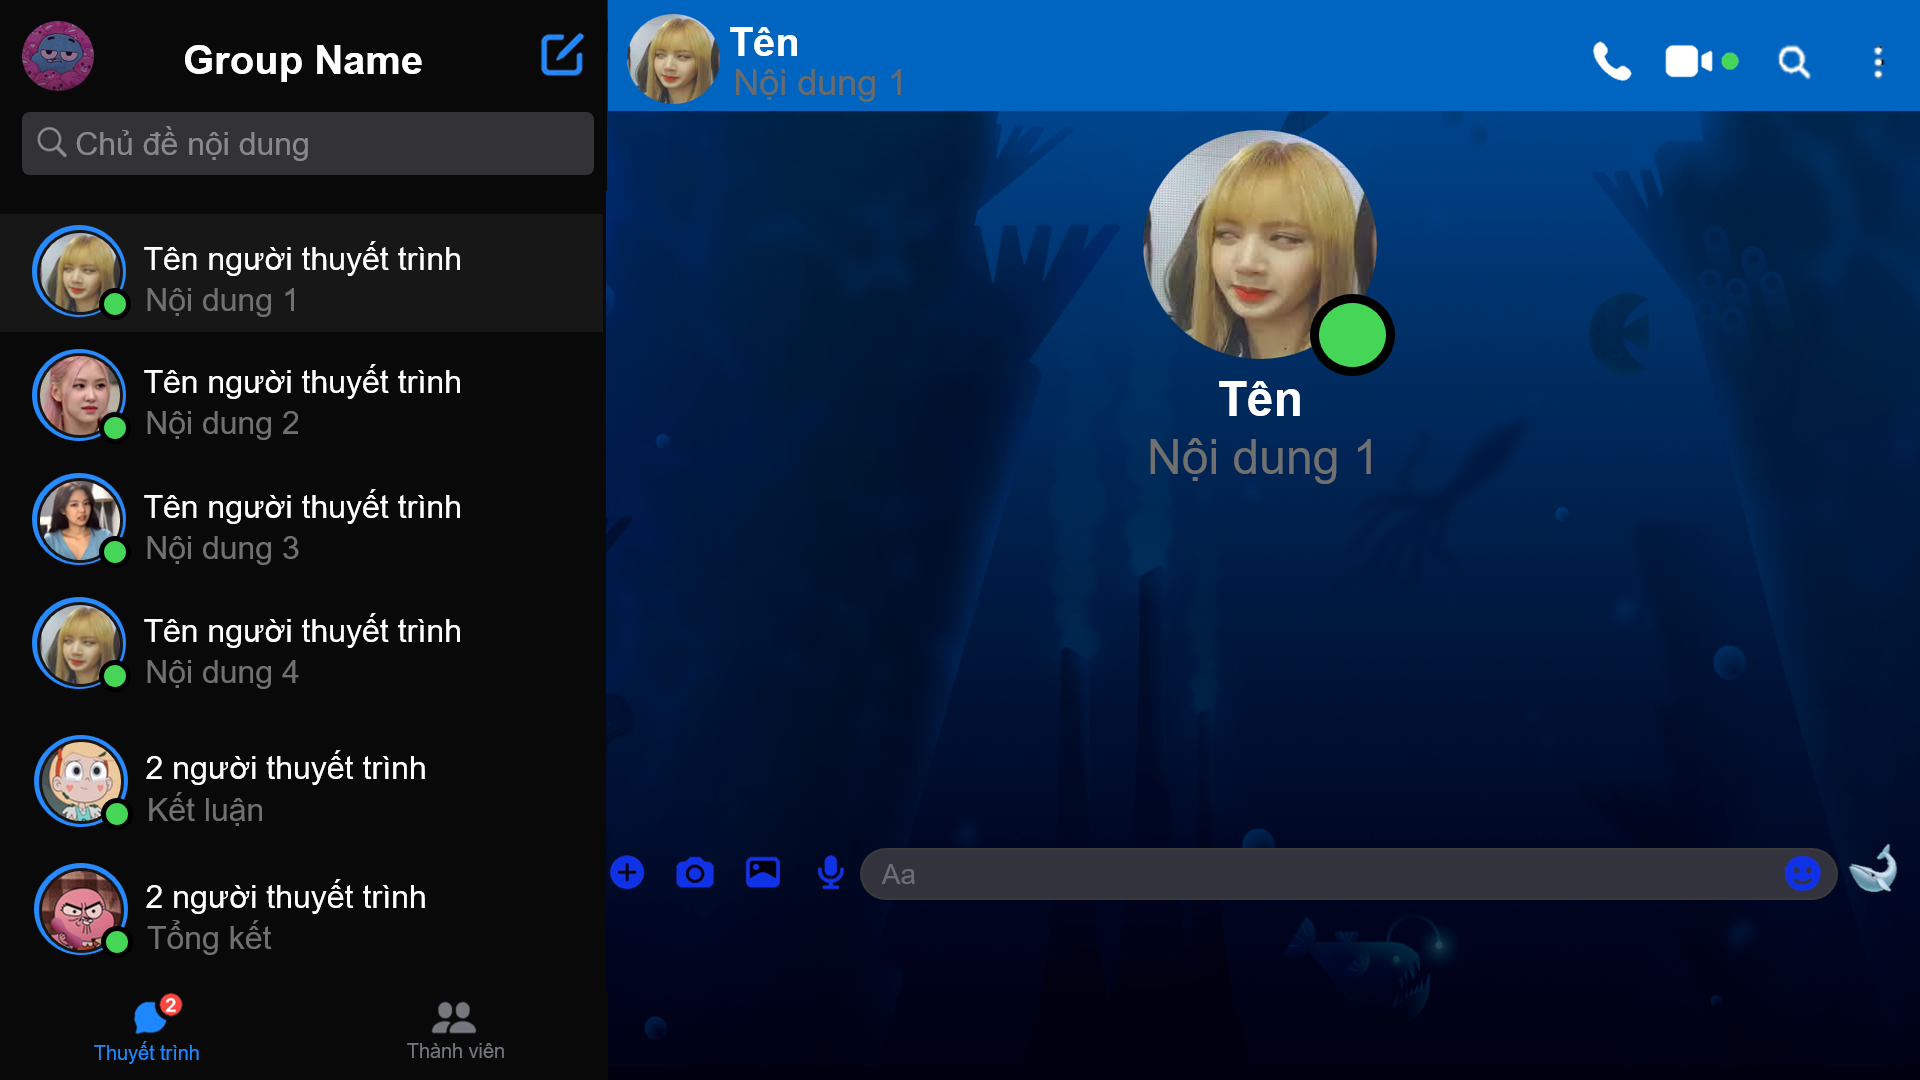 Group Name
Chủ đề nội dung
Tên người thuyết trình
Nội dung 1
Tên người thuyết trình
Nội dung 2
Tên người thuyết trình
Nội dung 3
Tên người thuyết trình
Nội dung 4
2 người thuyết trình
Kết luận
2 người thuyết trình
Tổng kết
2
Thuyết trình
Thành viên
Tên
Nội dung 1
Tên
Nội dung 1
Aa